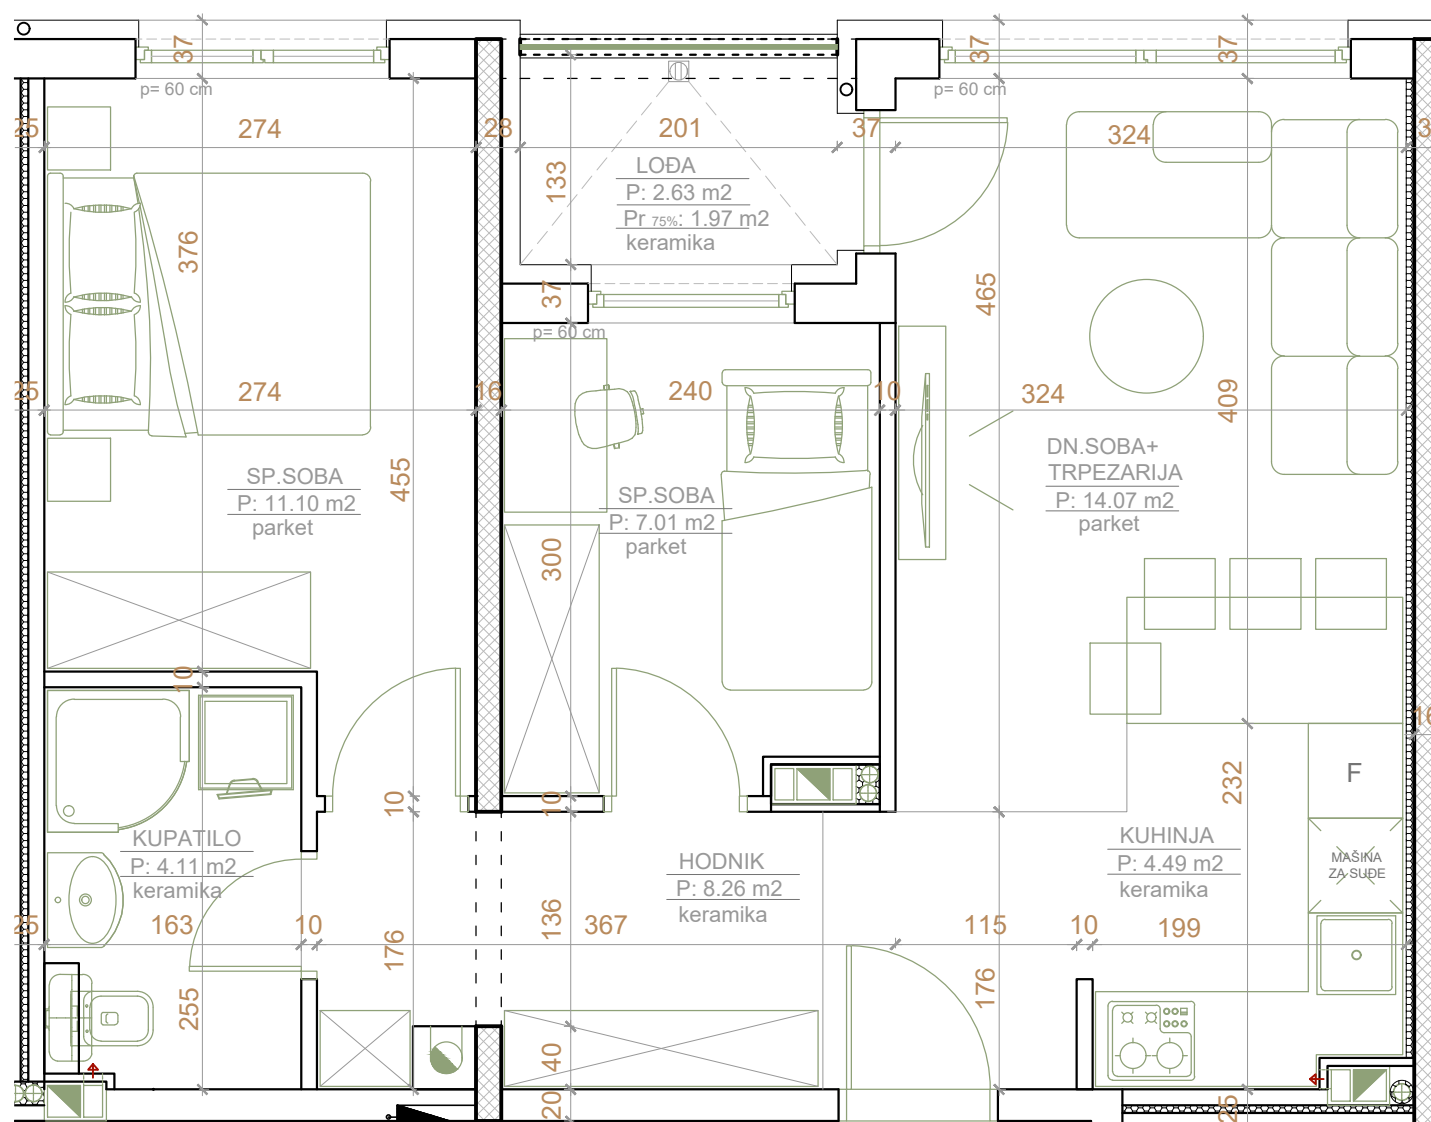 37
37
37
p= 60 cm
p= 60 cm
25
274
28
201
37
324
133
LOĐA
P: 2.63 m2
Pr 75%: 1.97 m2
keramika
376
465
37
p= 60 cm
25
274
16
240
10
324
409
455
SP.SOBA
P: 11.10 m2
parket
SP.SOBA
P: 7.01 m2
parket
DN.SOBA+
TRPEZARIJA
P: 14.07 m2
parket
300
10
16
10
10
232
F
KUPATILO
P: 4.11 m2
keramika
HODNIK
P: 8.26 m2
keramika
KUHINJA
P: 4.49 m2
keramika
MAŠINA
ZA SUĐE
25
163
10
176
136
367
115
10
199
255
176
40
20
25